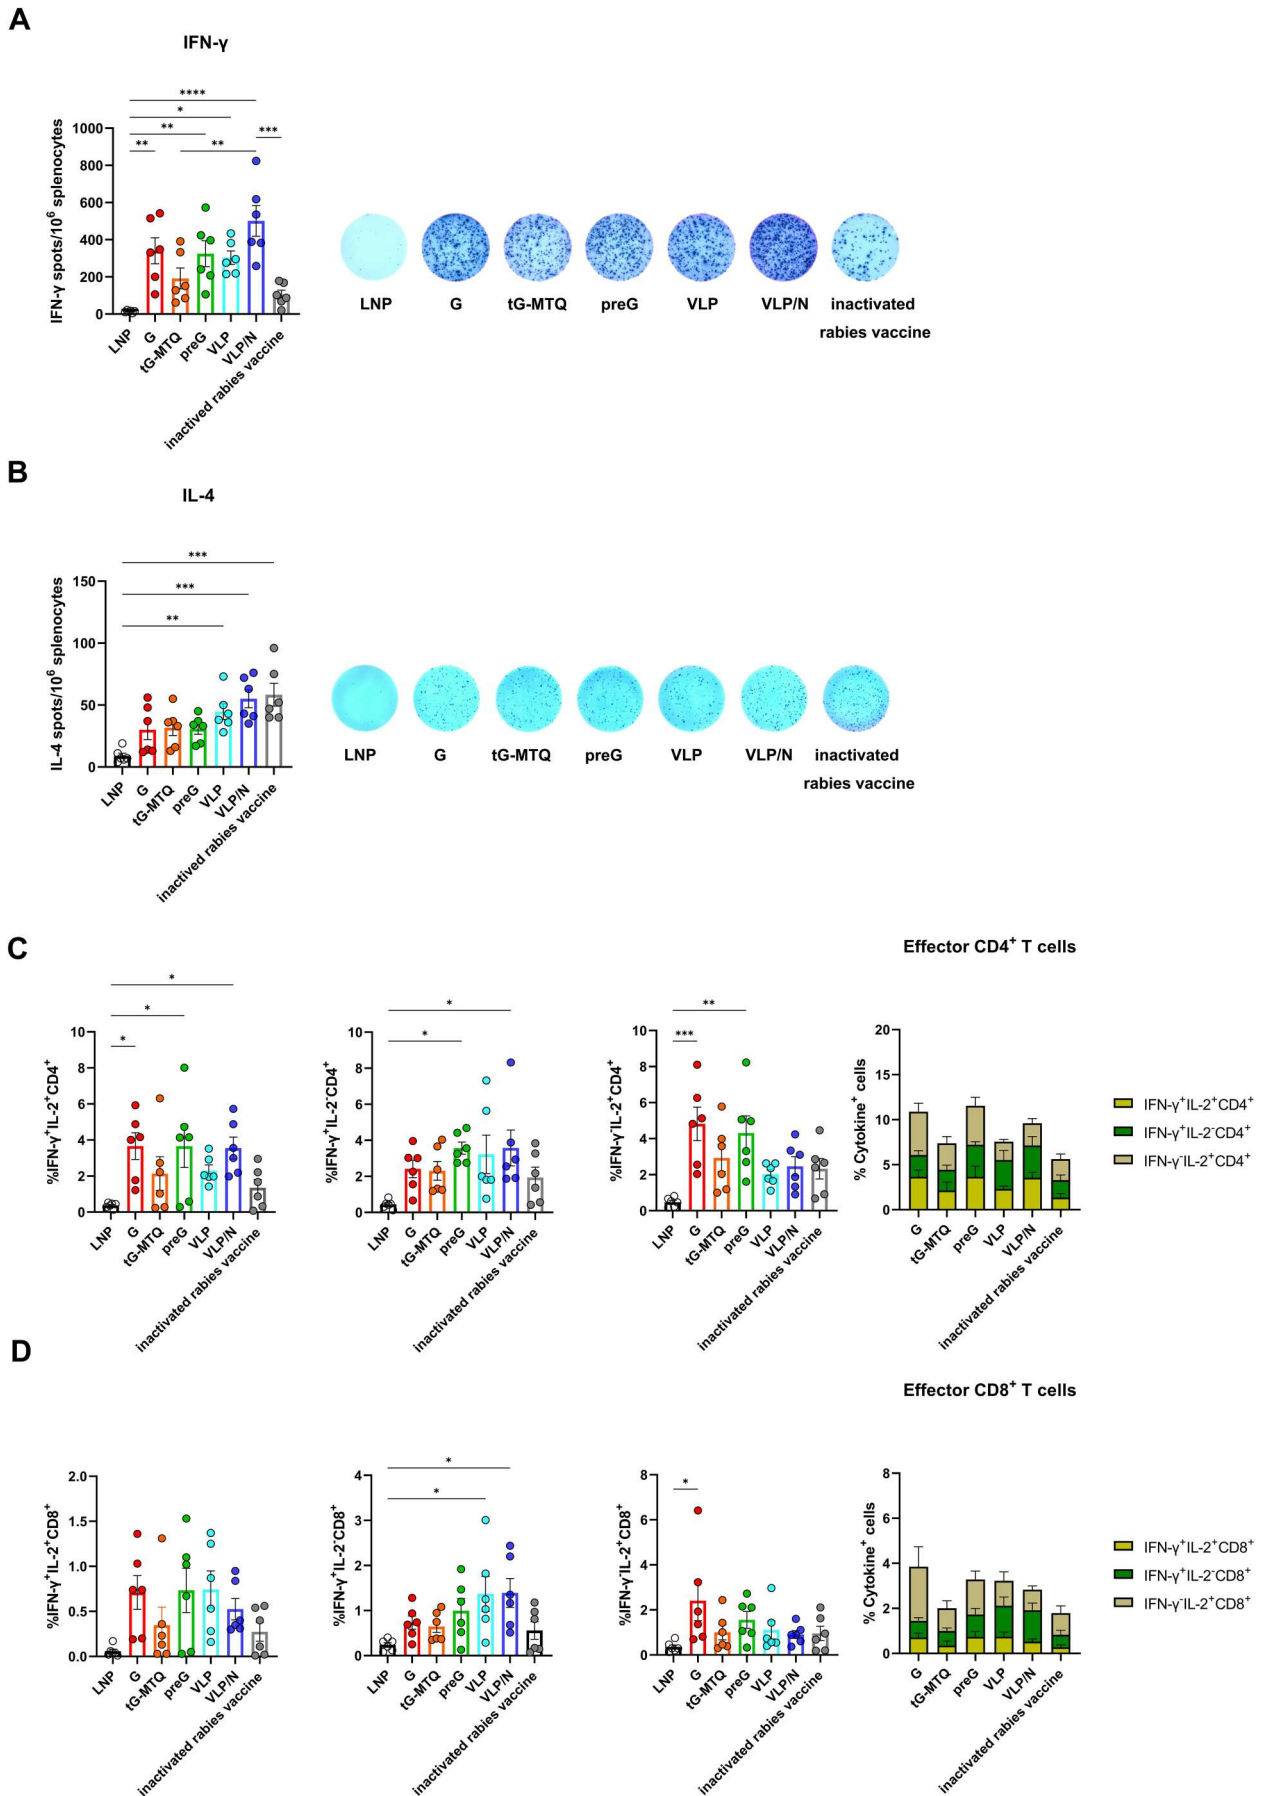 A
IFN-γ
****
*
**
***
**
**
IFN-γ spots/10⁶ splenocytes
1000
800
600
400
200
0
LNP
G
tG-MTQ
preG
VLP
VLP/N
inactived rabies vaccine
LNP
G
tG-MTQ
preG
VLP
VLP/N
inactivated
rabies vaccine
B
IL-4
***
***
**
IL-4 spots/10⁶ splenocytes
150
100
50
0
LNP
G
tG-MTQ
preG
VLP
VLP/N
inactived rabies vaccine
LNP
G
tG-MTQ
preG
VLP
VLP/N
inactivated
rabies vaccine
C
Effector CD4⁺ T cells
*
*
*
%IFN-γ⁺IL-2⁺CD4⁺
10
8
6
4
2
0
LNP
G
tG-MTQ
preG
VLP
VLP/N
inactivated rabies vaccine
*
*
%IFN-γ⁺IL-2⁻CD4⁺
10
8
6
4
2
0
LNP
G
tG-MTQ
preG
VLP
VLP/N
inactivated rabies vaccine
**
***
%IFN-γ⁻IL-2⁺CD4⁺
10
8
6
4
2
0
LNP
G
tG-MTQ
preG
VLP
VLP/N
inactivated rabies vaccine
% Cytokine⁺ cells
20
15
10
5
0
G
tG-MTQ
preG
VLP
VLP/N
inactivated rabies vaccine
IFN-γ⁺IL-2⁺CD4⁺
IFN-γ⁺IL-2⁻CD4⁺
IFN-γ⁻IL-2⁺CD4⁺
D
Effector CD8⁺ T cells
%IFN-γ⁺IL-2⁺CD8⁺
2.0
1.5
1.0
0.5
0.0
LNP
G
tG-MTQ
preG
VLP
VLP/N
inactivated rabies vaccine
*
*
%IFN-γ⁺IL-2⁻CD8⁺
4
3
2
1
0
LNP
G
tG-MTQ
preG
VLP
VLP/N
inactivated rabies vaccine
*
%IFN-γ⁻IL-2⁺CD8⁺
8
6
4
2
0
LNP
G
tG-MTQ
preG
VLP
VLP/N
inactivated rabies vaccine
% Cytokine⁺ cells
8
6
4
2
0
G
tG-MTQ
preG
VLP
VLP/N
inactivated rabies vaccine
IFN-γ⁺IL-2⁺CD8⁺
IFN-γ⁺IL-2⁻CD8⁺
IFN-γ⁻IL-2⁺CD8⁺